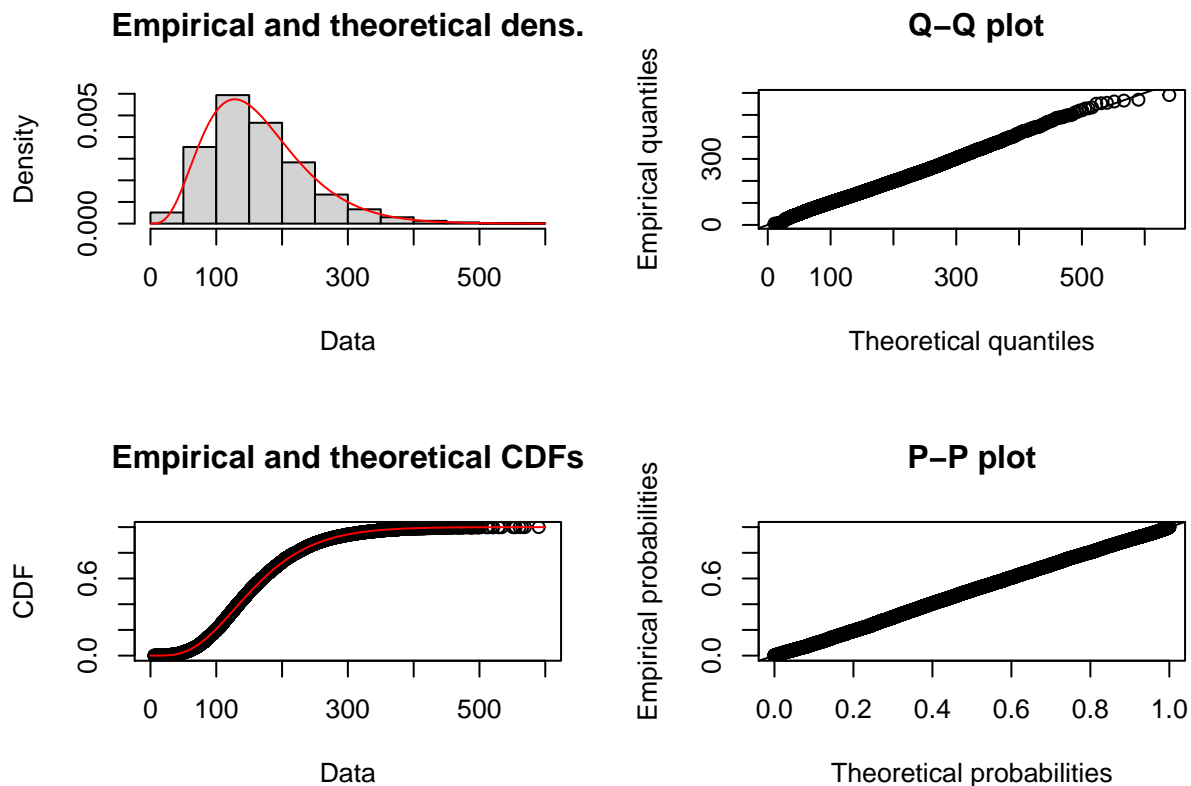 Empirical and theoretical dens.
Density
0.000
0.005
0 100 300 500
Data
Q−Q plot
Empirical quantiles
0
300
0 100 300 500
Theoretical quantiles
Empirical and theoretical CDFs
CDF
0.0
0.6
0 100 300 500
Data
P−P plot
Empirical probabilities
0.0
0.6
0.0 0.2 0.4 0.6 0.8 1.0
Theoretical probabilities